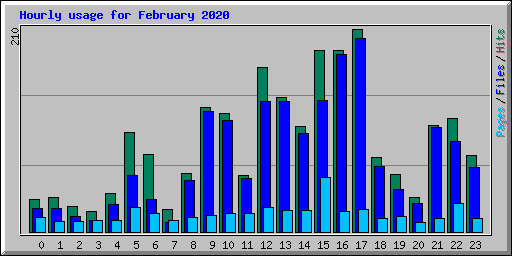 Hourly usage for February 2020
210
Pages/Files/Hits
0 1 2 3 4 5 6 7 8 9 10 11 12 13 14 15 16 17 18 19 20 21 22 23